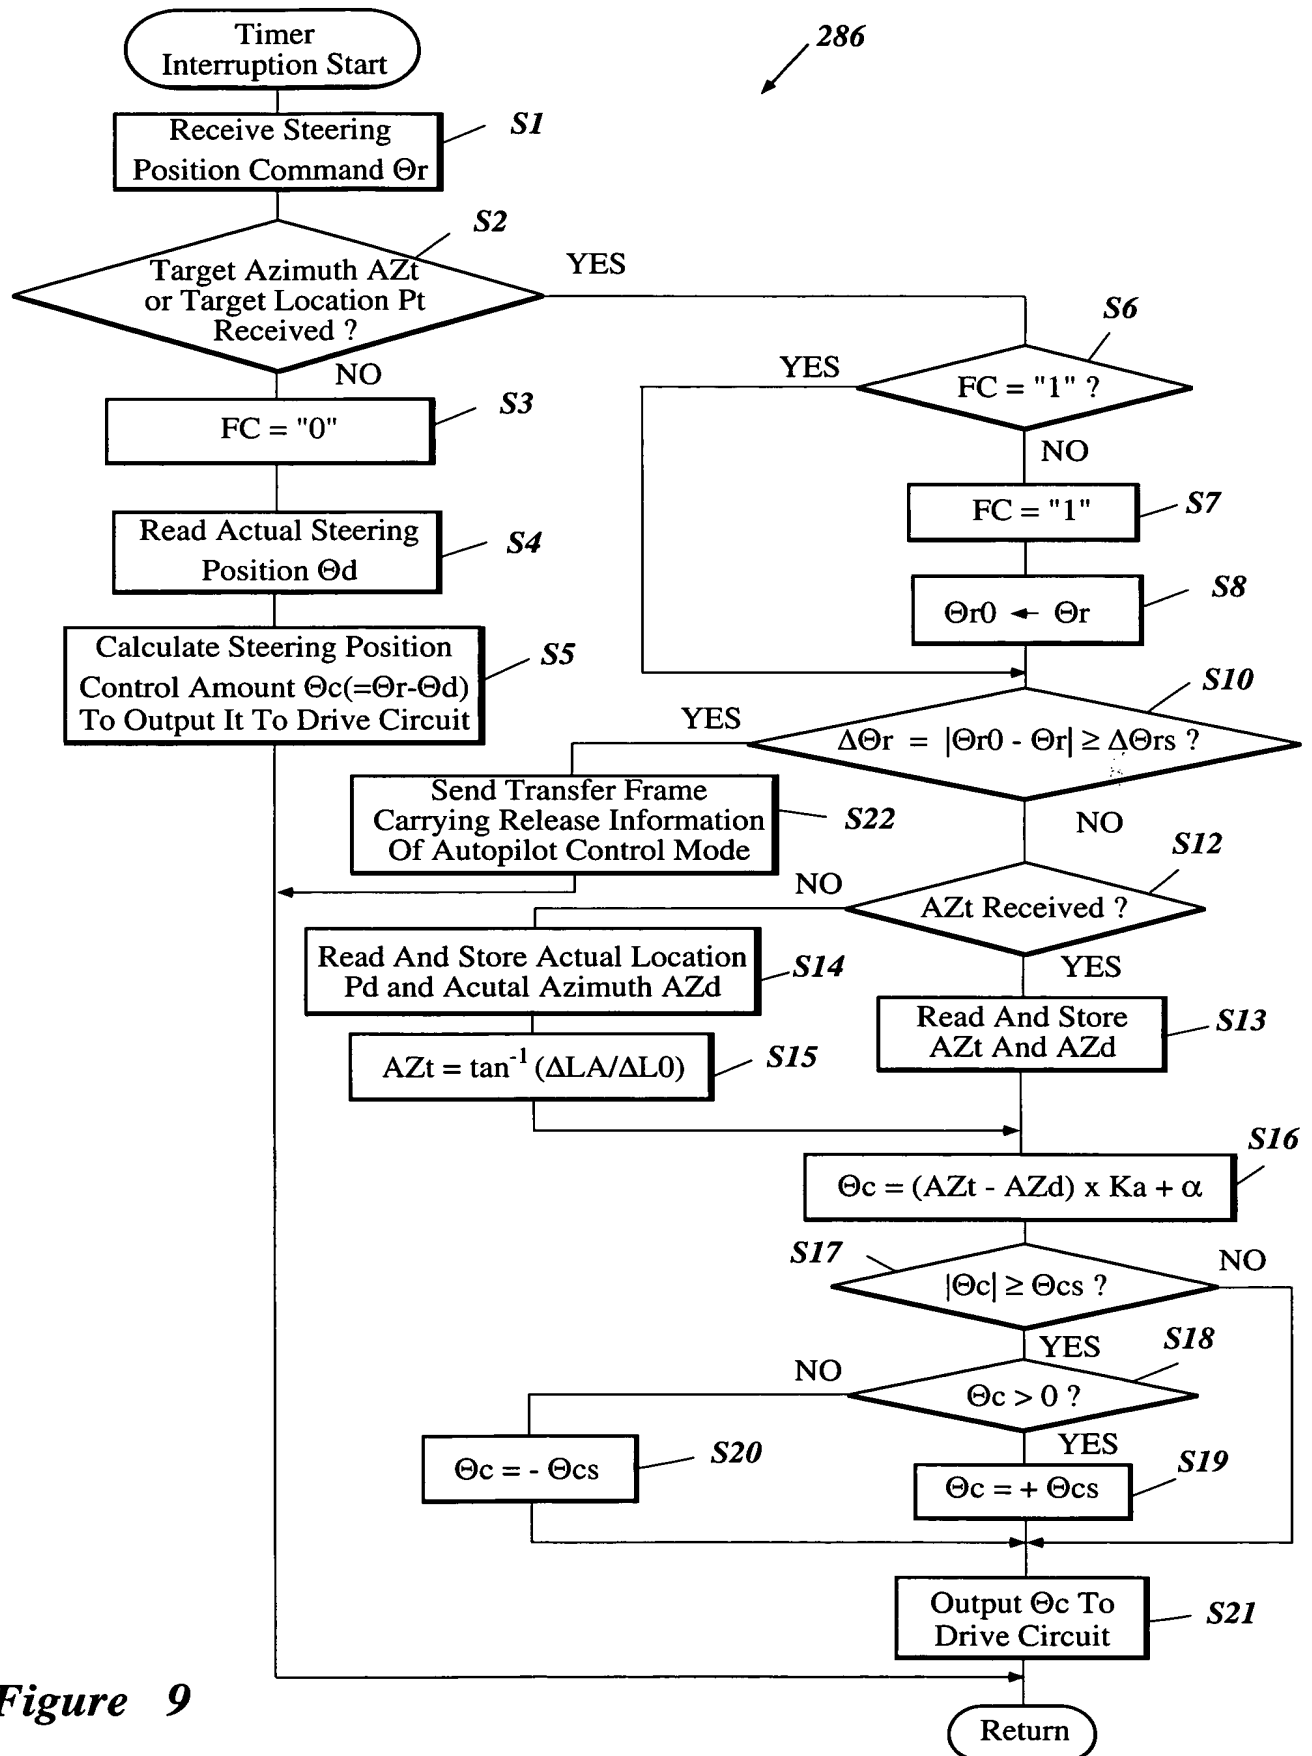 Timer
Interruption Start
286
Receive Steering
Position Command Θr
S1
Target Azimuth AZt
or Target Location Pt
Received ?
S2
YES
NO
FC = "0"
S3
Read Actual Steering
Position Θd
S4
Calculate Steering Position
Control Amount Θc(=Θr-Θd)
To Output It To Drive Circuit
S5
S6
YES
FC = "1" ?
NO
FC = "1"
S7
Θr0 ← Θr
S8
S10
YES
ΔΘr = |Θr0 - Θr| ≥ ΔΘrs ?
NO
Send Transfer Frame
Carrying Release Information
Of Autopilot Control Mode
S22
S12
NO
AZt Received ?
YES
Read And Store Actual Location
Pd and Acutal Azimuth AZd
S14
Read And Store
AZt And AZd
S13
AZt = tan⁻¹ (ΔLA/ΔL0)
S15
S16
Θc = (AZt - AZd) x Ka + α
S17
NO
|Θc| ≥ Θcs ?
YES
S18
NO
Θc > 0 ?
YES
Θc = - Θcs
S20
Θc = + Θcs
S19
Output Θc To
Drive Circuit
S21
Return
Figure 9